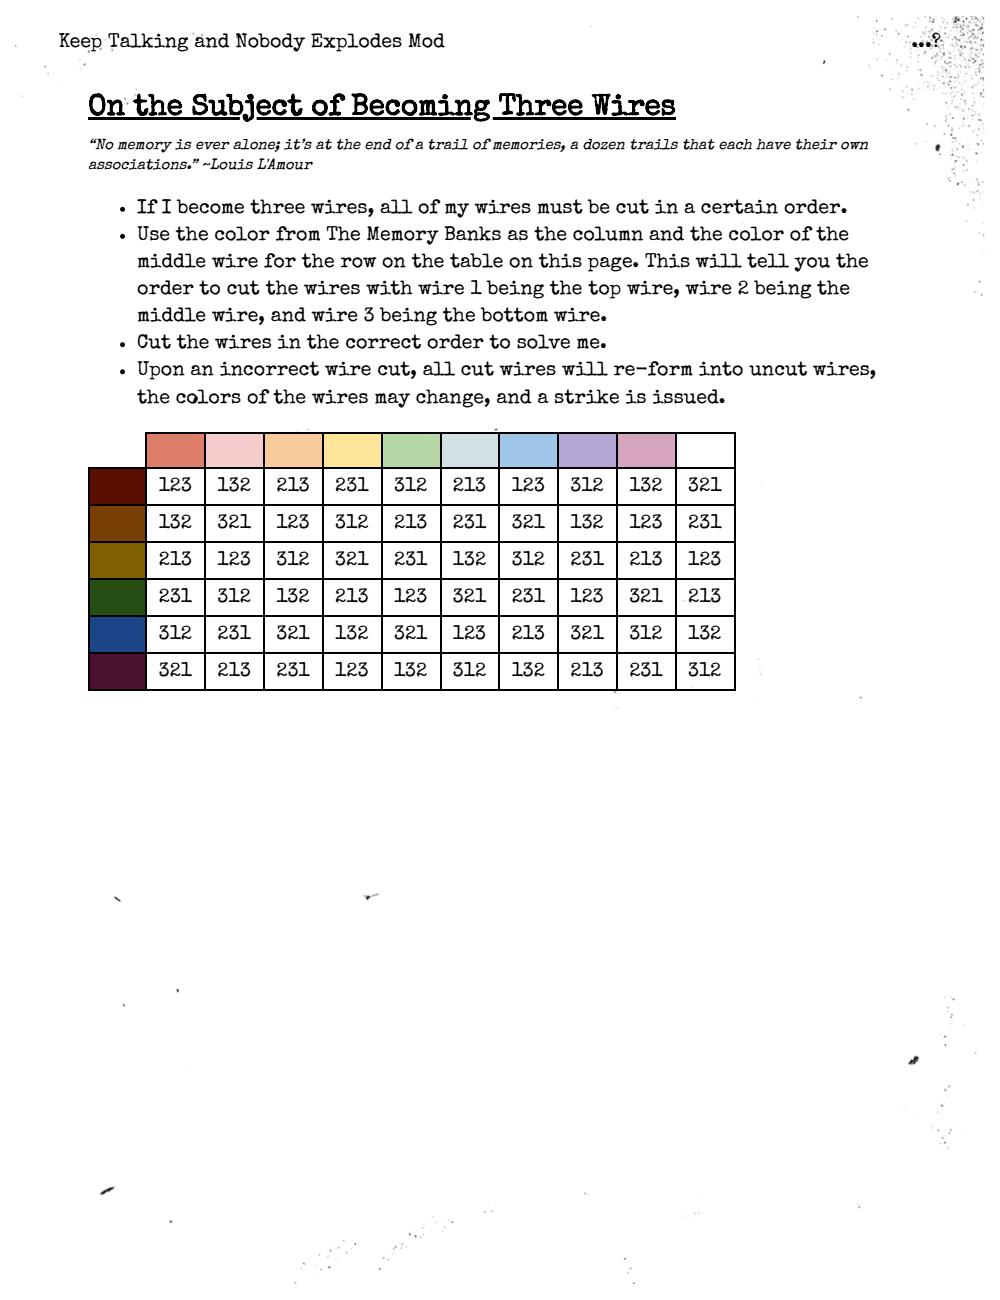 Keep Talking and Nobody Explodes Mod
...?
On the Subject of Becoming Three Wires
“No memory is ever alone; it's at the end of a trail of memories, a dozen trails that each have their own
associations.” ~Louis L'Amour
• If I become three wires, all of my wires must be cut in a certain order.
• Use the color from The Memory Banks as the column and the color of the
middle wire for the row on the table on this page. This will tell you the
order to cut the wires with wire 1 being the top wire, wire 2 being the
middle wire, and wire 3 being the bottom wire.
• Cut the wires in the correct order to solve me.
• Upon an incorrect wire cut, all cut wires will re-form into uncut wires,
the colors of the wires may change, and a strike is issued.
123 132 213 231 312 213 123 312 132 321
132 321 123 312 213 231 321 132 123 231
213 123 312 321 231 132 312 231 213 123
231 312 132 213 123 321 231 123 321 213
312 231 321 132 321 123 213 321 312 132
321 213 231 123 132 312 132 213 231 312